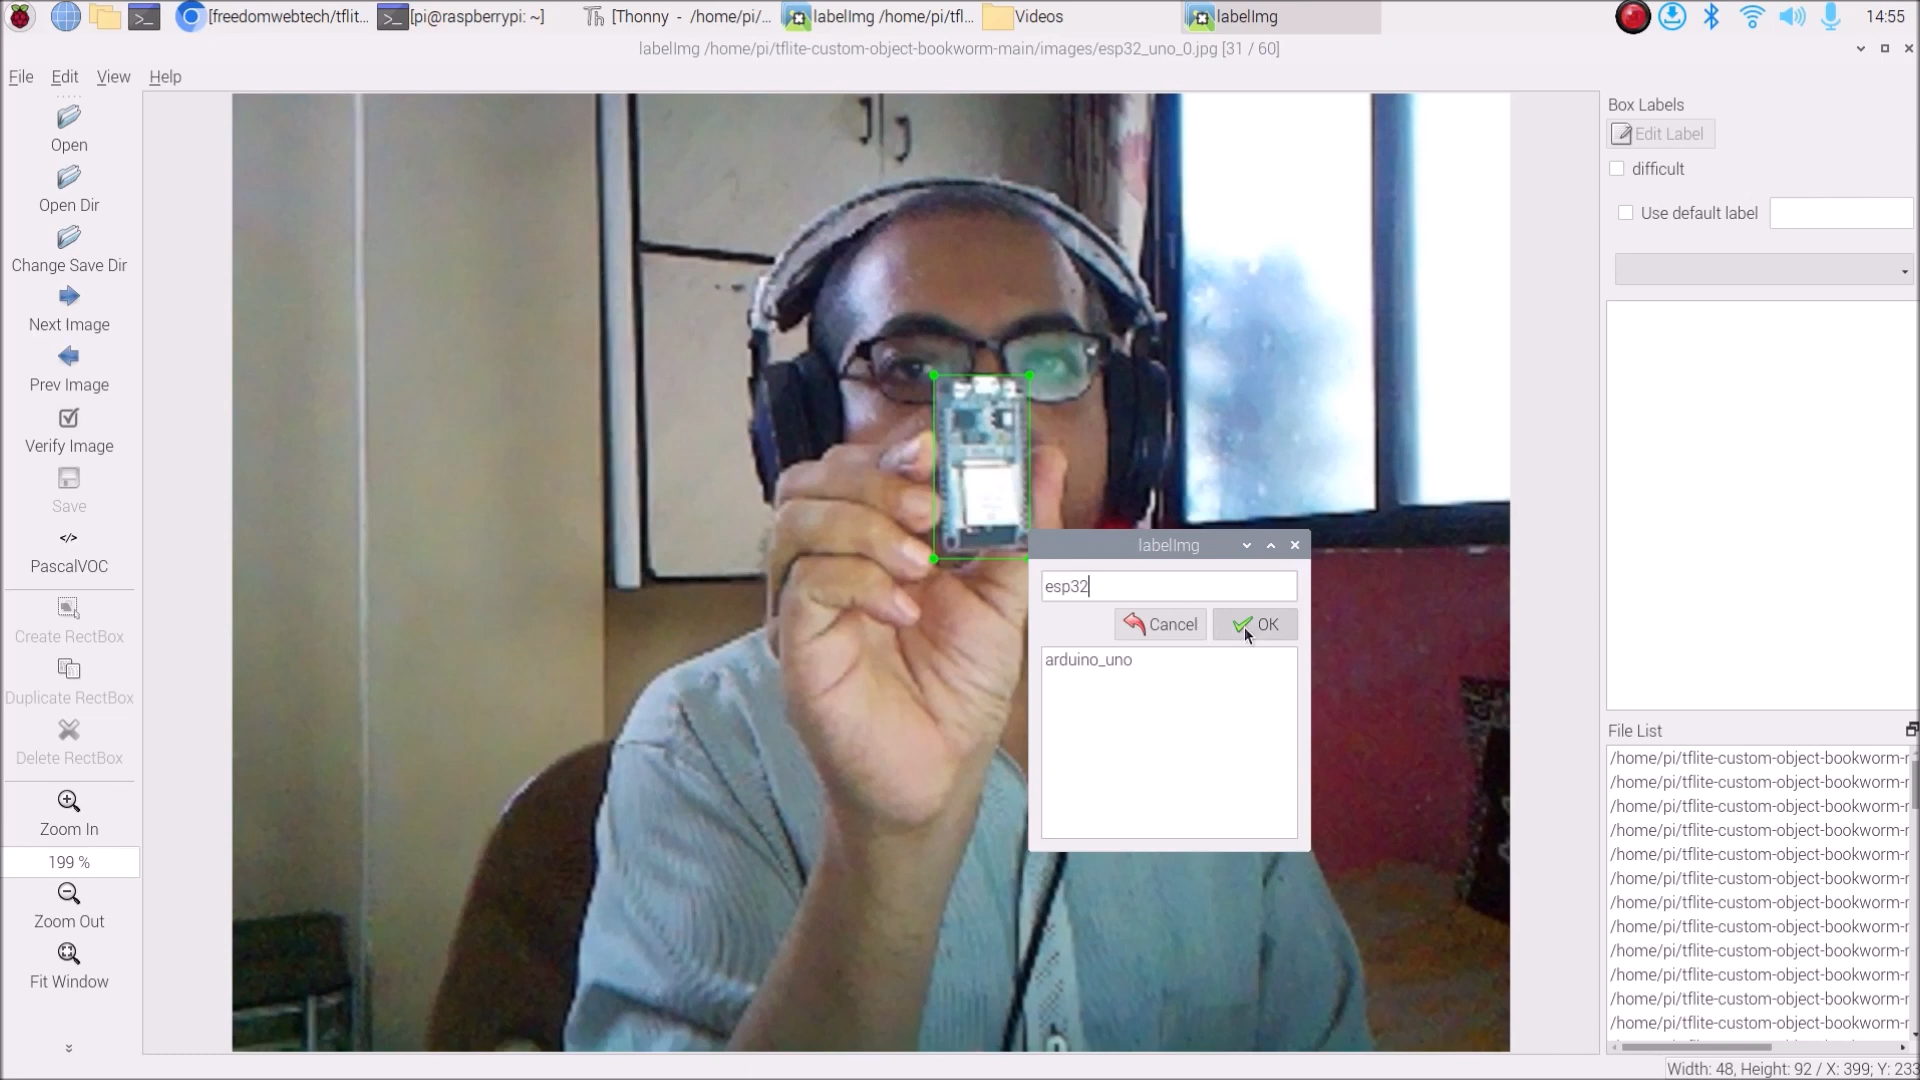 [freedomwebtech/tflit...
[pi@raspberrypi: ~]
Th [Thonny - /home/pi/...
labelImg /home/pi/tfl...
Videos
labelImg
14:55
labelImg /home/pi/tflite-custom-object-bookworm-main/images/esp32_uno_0.jpg [31 / 60]
File Edit View Help
Open
Open Dir
Change Save Dir
Next Image
Prev Image
Verify Image
Save
</>
PascalVOC
Create RectBox
Duplicate RectBox
Delete RectBox
Zoom In
199 %
Zoom Out
Fit Window
labelImg
esp32
Cancel
OK
arduino_uno
Box Labels
Edit Label
difficult
Use default label
File List
/home/pi/tflite-custom-object-bookworm-r
/home/pi/tflite-custom-object-bookworm-r
/home/pi/tflite-custom-object-bookworm-r
/home/pi/tflite-custom-object-bookworm-r
/home/pi/tflite-custom-object-bookworm-r
/home/pi/tflite-custom-object-bookworm-r
/home/pi/tflite-custom-object-bookworm-r
/home/pi/tflite-custom-object-bookworm-r
/home/pi/tflite-custom-object-bookworm-r
/home/pi/tflite-custom-object-bookworm-r
/home/pi/tflite-custom-object-bookworm-r
/home/pi/tflite-custom-object-bookworm-r
Width: 48, Height: 92 / X: 399; Y: 233